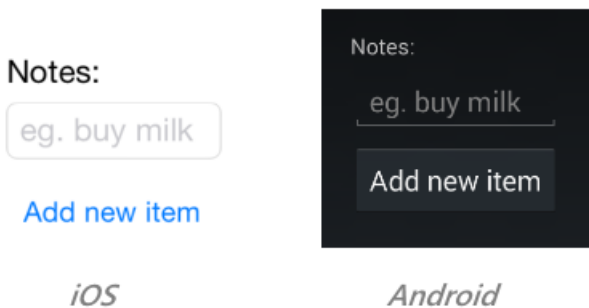 Notes:
eg. buy milk
Add new item
iOS
Notes:
eg. buy milk
Add new item
Android